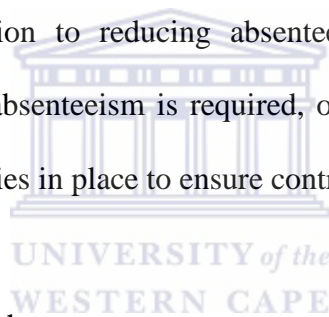 ion to reducing absentee
absenteeism is required, o
ies in place to ensure contr
UNIVERSITY of the
WESTERN CAPE